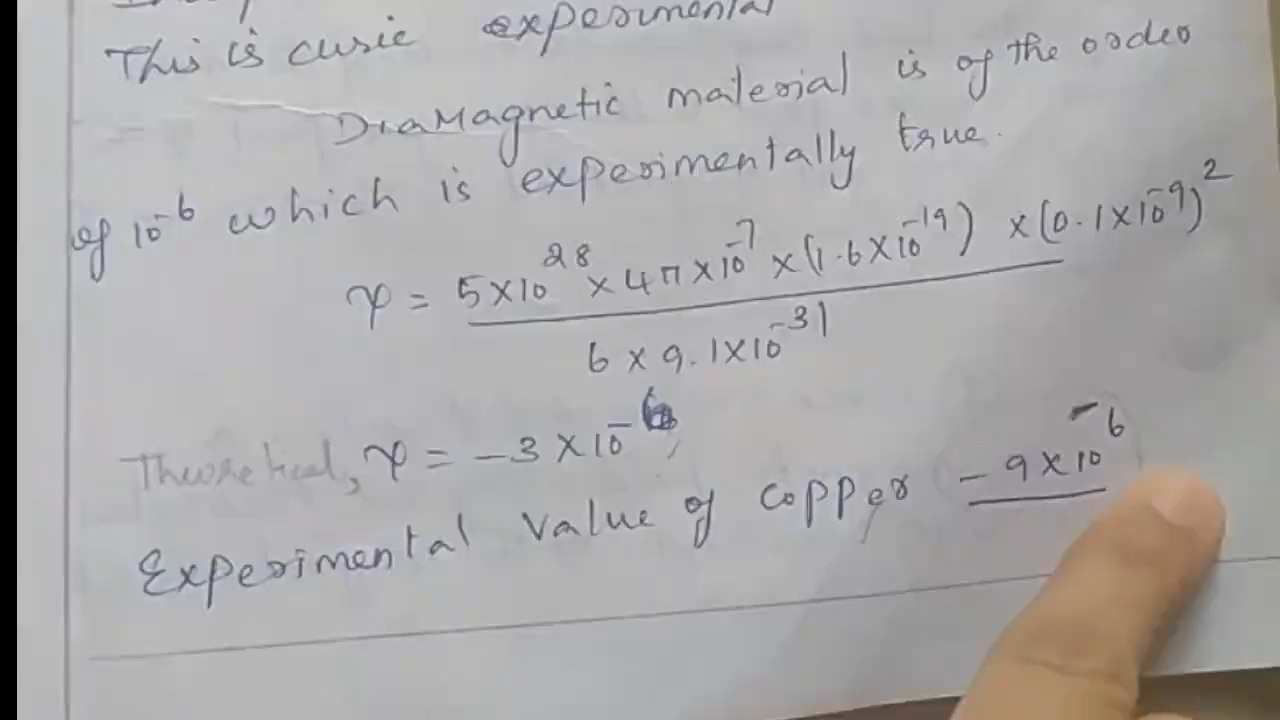 This is curie experimental
DiaMagnetic material is of the order
of 10⁻⁶ which is experimentally true.
χ = 5×10²⁸ × 4π×10⁻⁷ × (1.6×10⁻¹⁹) × (0.1×10⁻⁹)²
6 × 9.1×10⁻³¹
Theoretical, χ = -3 × 10⁻⁶,
Experimental value of copper -9×10⁻⁶